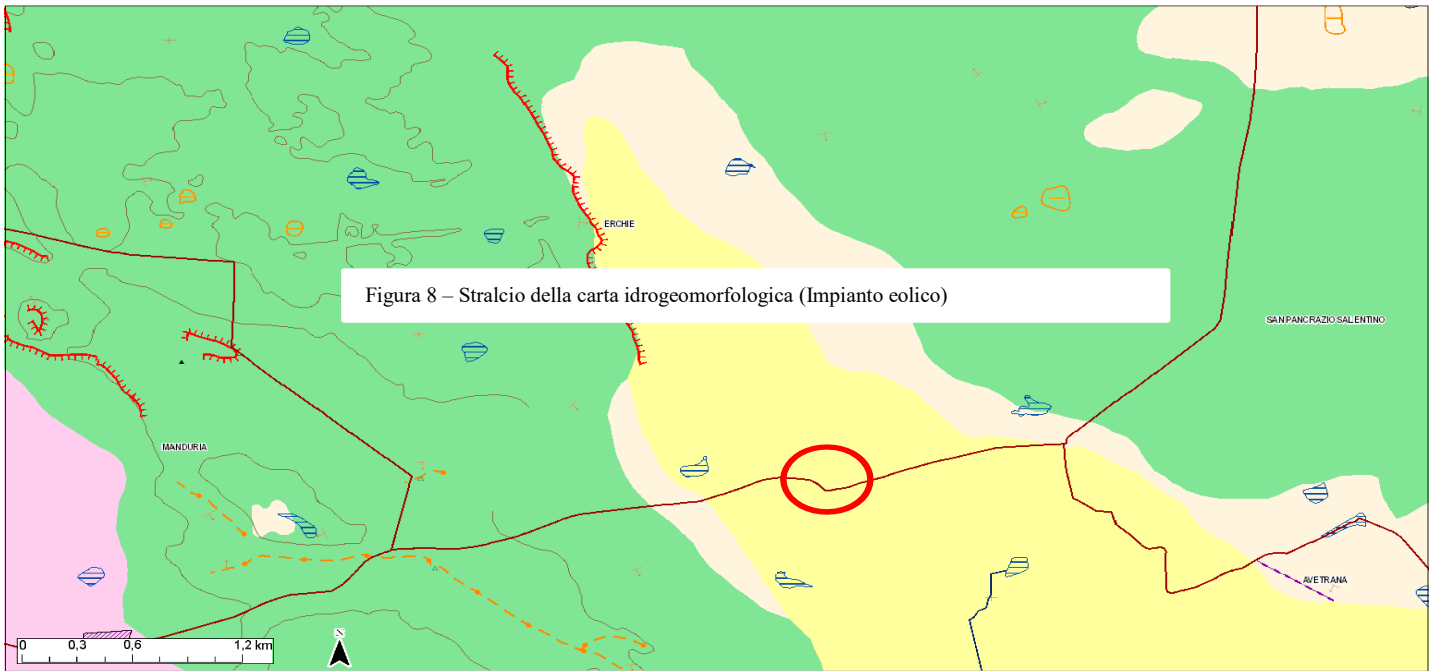 ERCHIE
Figura 8 – Stralcio della carta idrogeomorfologica (Impianto eolico)
SAN PANCRAZIO SALENTINO
MANDURIA
AVETRANA
N
0 0,3 0,6 1,2 km